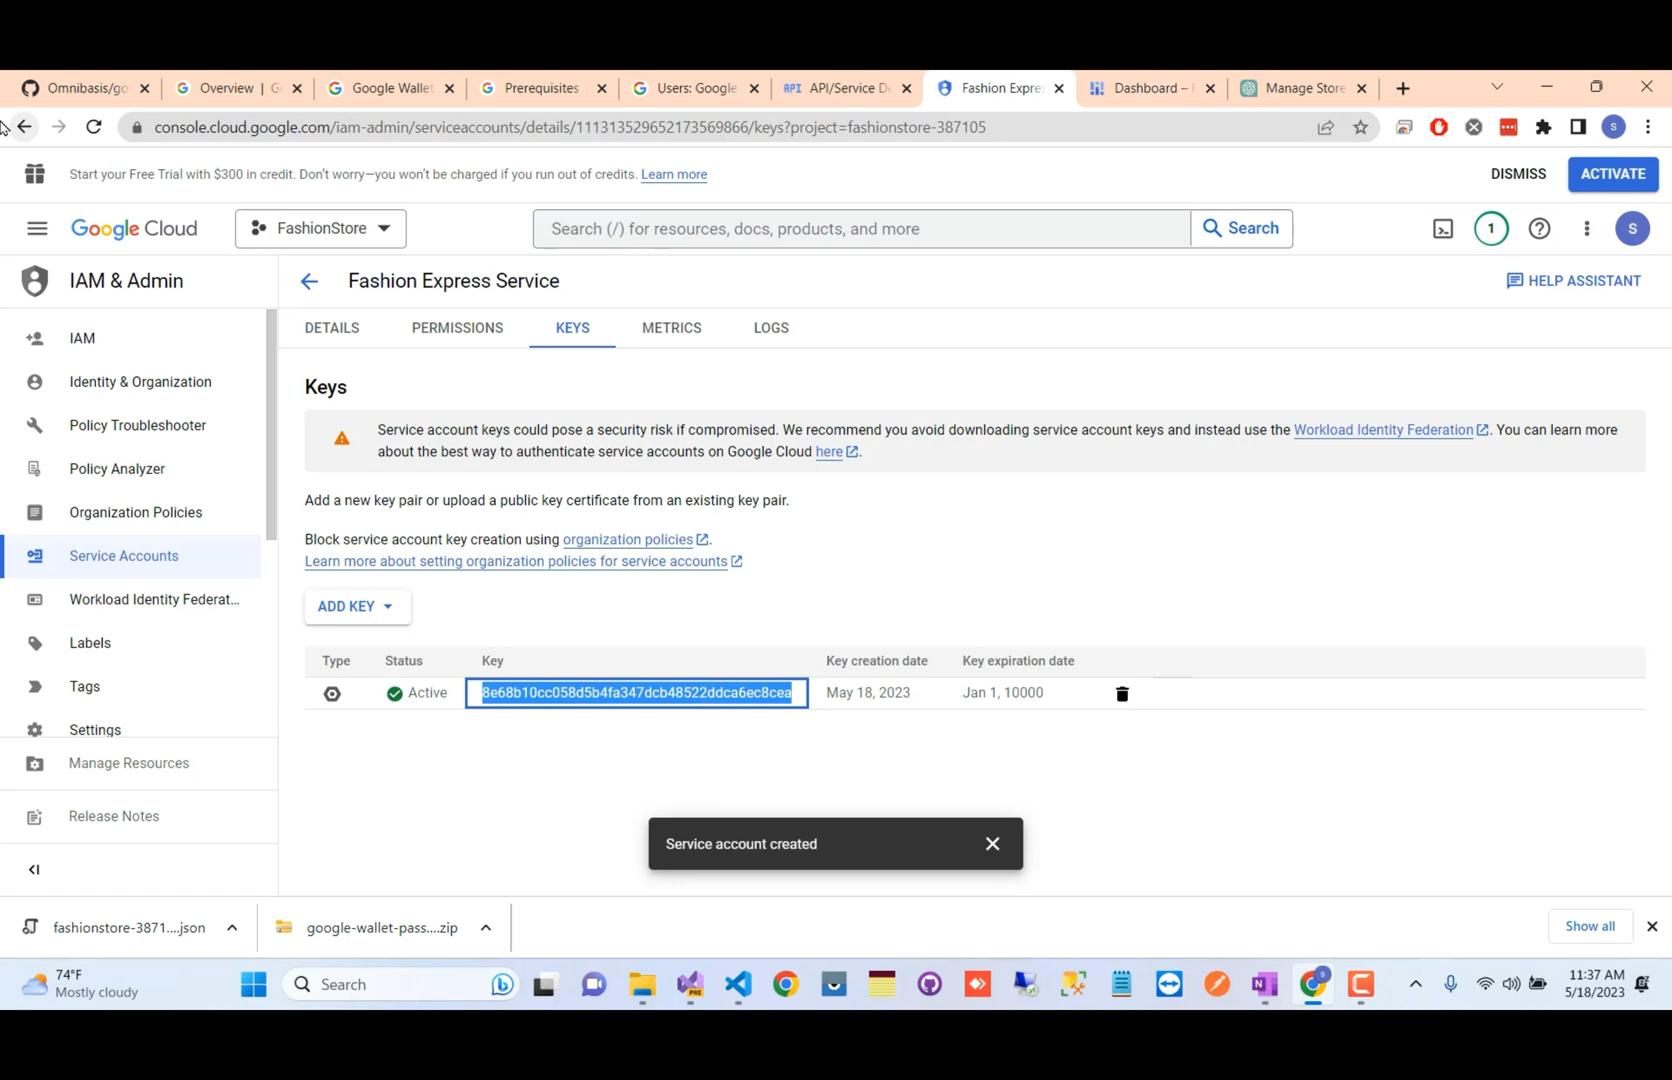 Omnibasis/go
Overview | G
Google Wallet
Prerequisites
Users: Google
API API/Service De
Fashion Expre
Dashboard – F
Manage Store
console.cloud.google.com/iam-admin/serviceaccounts/details/111313529652173569866/keys?project=fashionstore-387105
S
Start your Free Trial with $300 in credit. Don't worry—you won't be charged if you run out of credits. Learn more
DISMISS
ACTIVATE
Google Cloud
FashionStore
Search (/) for resources, docs, products, and more
Search
1
S
IAM & Admin
Fashion Express Service
HELP ASSISTANT
DETAILS
PERMISSIONS
KEYS
METRICS
LOGS
IAM
Identity & Organization
Policy Troubleshooter
Policy Analyzer
Organization Policies
Service Accounts
Workload Identity Federat...
Labels
Tags
Settings
Manage Resources
Release Notes
Keys
Service account keys could pose a security risk if compromised. We recommend you avoid downloading service account keys and instead use the Workload Identity Federation. You can learn more
about the best way to authenticate service accounts on Google Cloud here.
Add a new key pair or upload a public key certificate from an existing key pair.
Block service account key creation using organization policies.
Learn more about setting organization policies for service accounts
ADD KEY
Type Status Key Key creation date Key expiration date
Active 8e68b10cc058d5b4fa347dcb48522ddca6ec8cea May 18, 2023 Jan 1, 10000
Service account created
fashionstore-3871....json
google-wallet-pass....zip
Show all
74°F
Mostly cloudy
Search
PRE
S
11:37 AM
5/18/2023